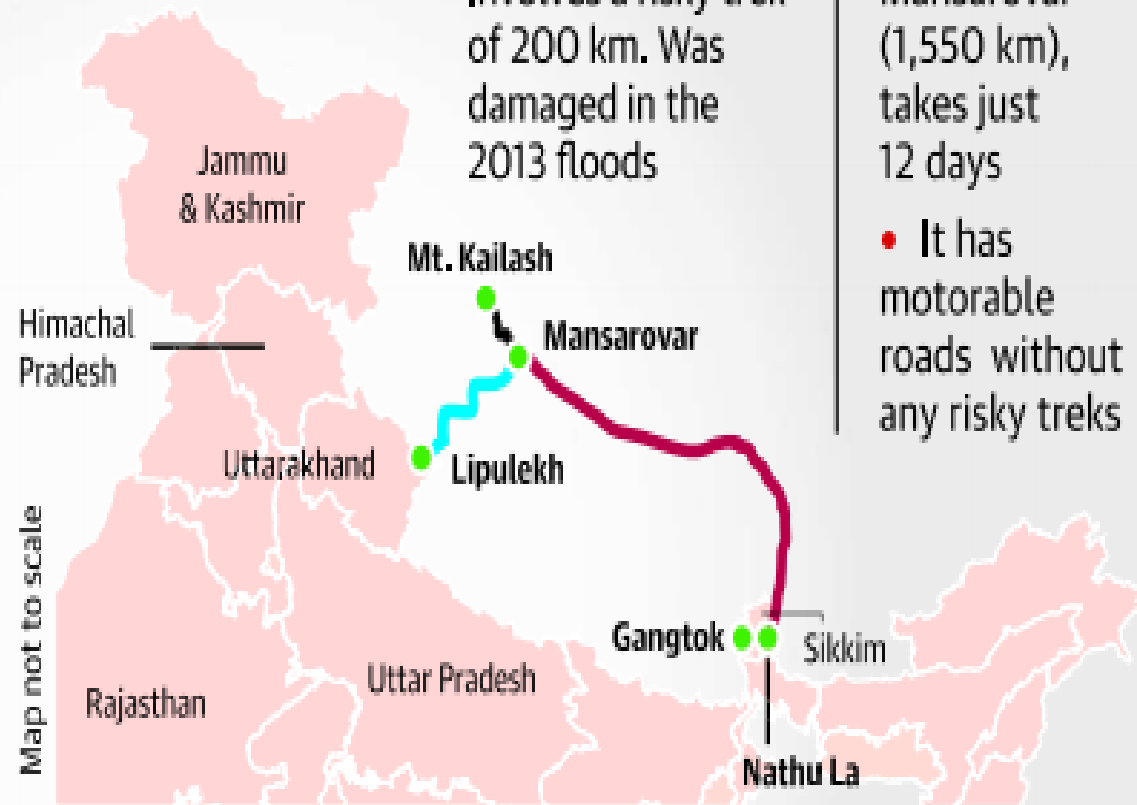 of 200 km. Was
damaged in the
2013 floods
(1,550 km),
takes just
12 days
• It has
motorable
roads without
any risky treks
Jammu
& Kashmir
Mt. Kailash
Himachal
Pradesh
Mansarovar
Uttarakhand
Lipulekh
Map not to scale
Gangtok
Sikkim
Uttar Pradesh
Rajasthan
Nathu La